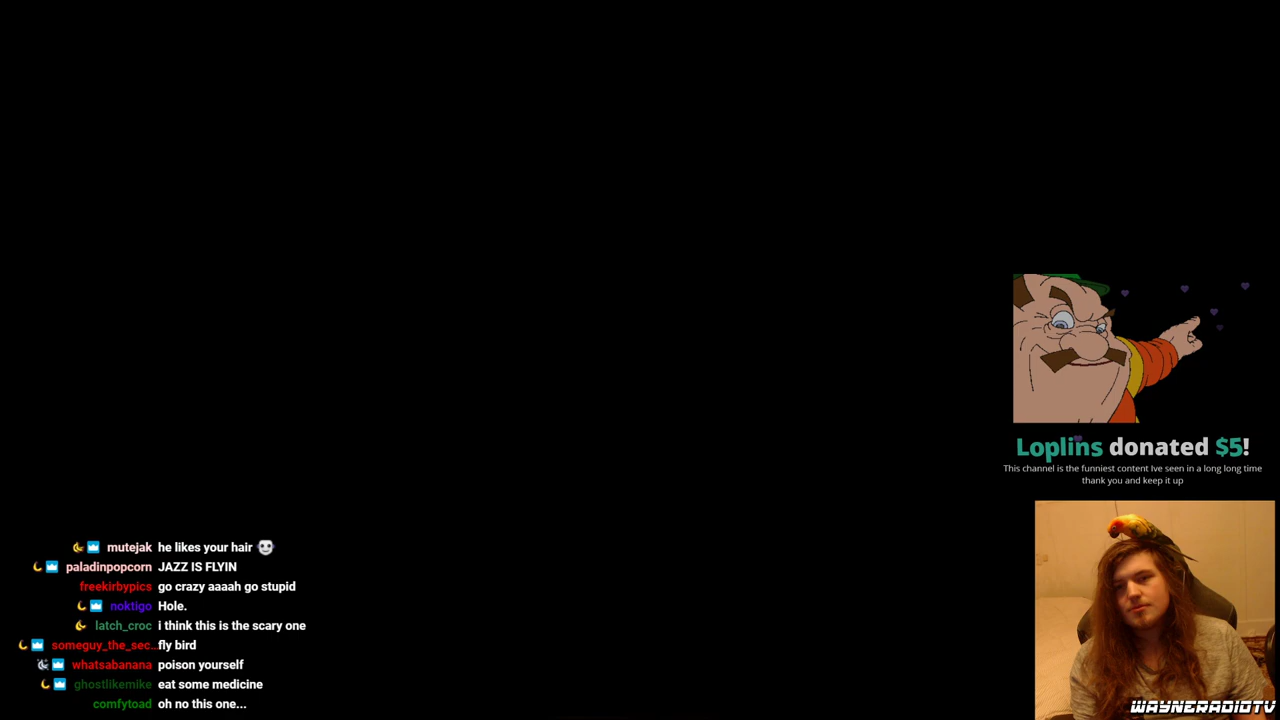 Loplins donated $5!
This channel is the funniest content Ive seen in a long long time
thank you and keep it up
mutejak he likes your hair
paladinpopcorn JAZZ IS FLYIN
freekirbypics go crazy aaaah go stupid
noktigo Hole.
latch_croc i think this is the scary one
someguy_the_sec... fly bird
whatsabanana poison yourself
ghostlikemike eat some medicine
comfytoad oh no this one...
WAYNERADIOTV